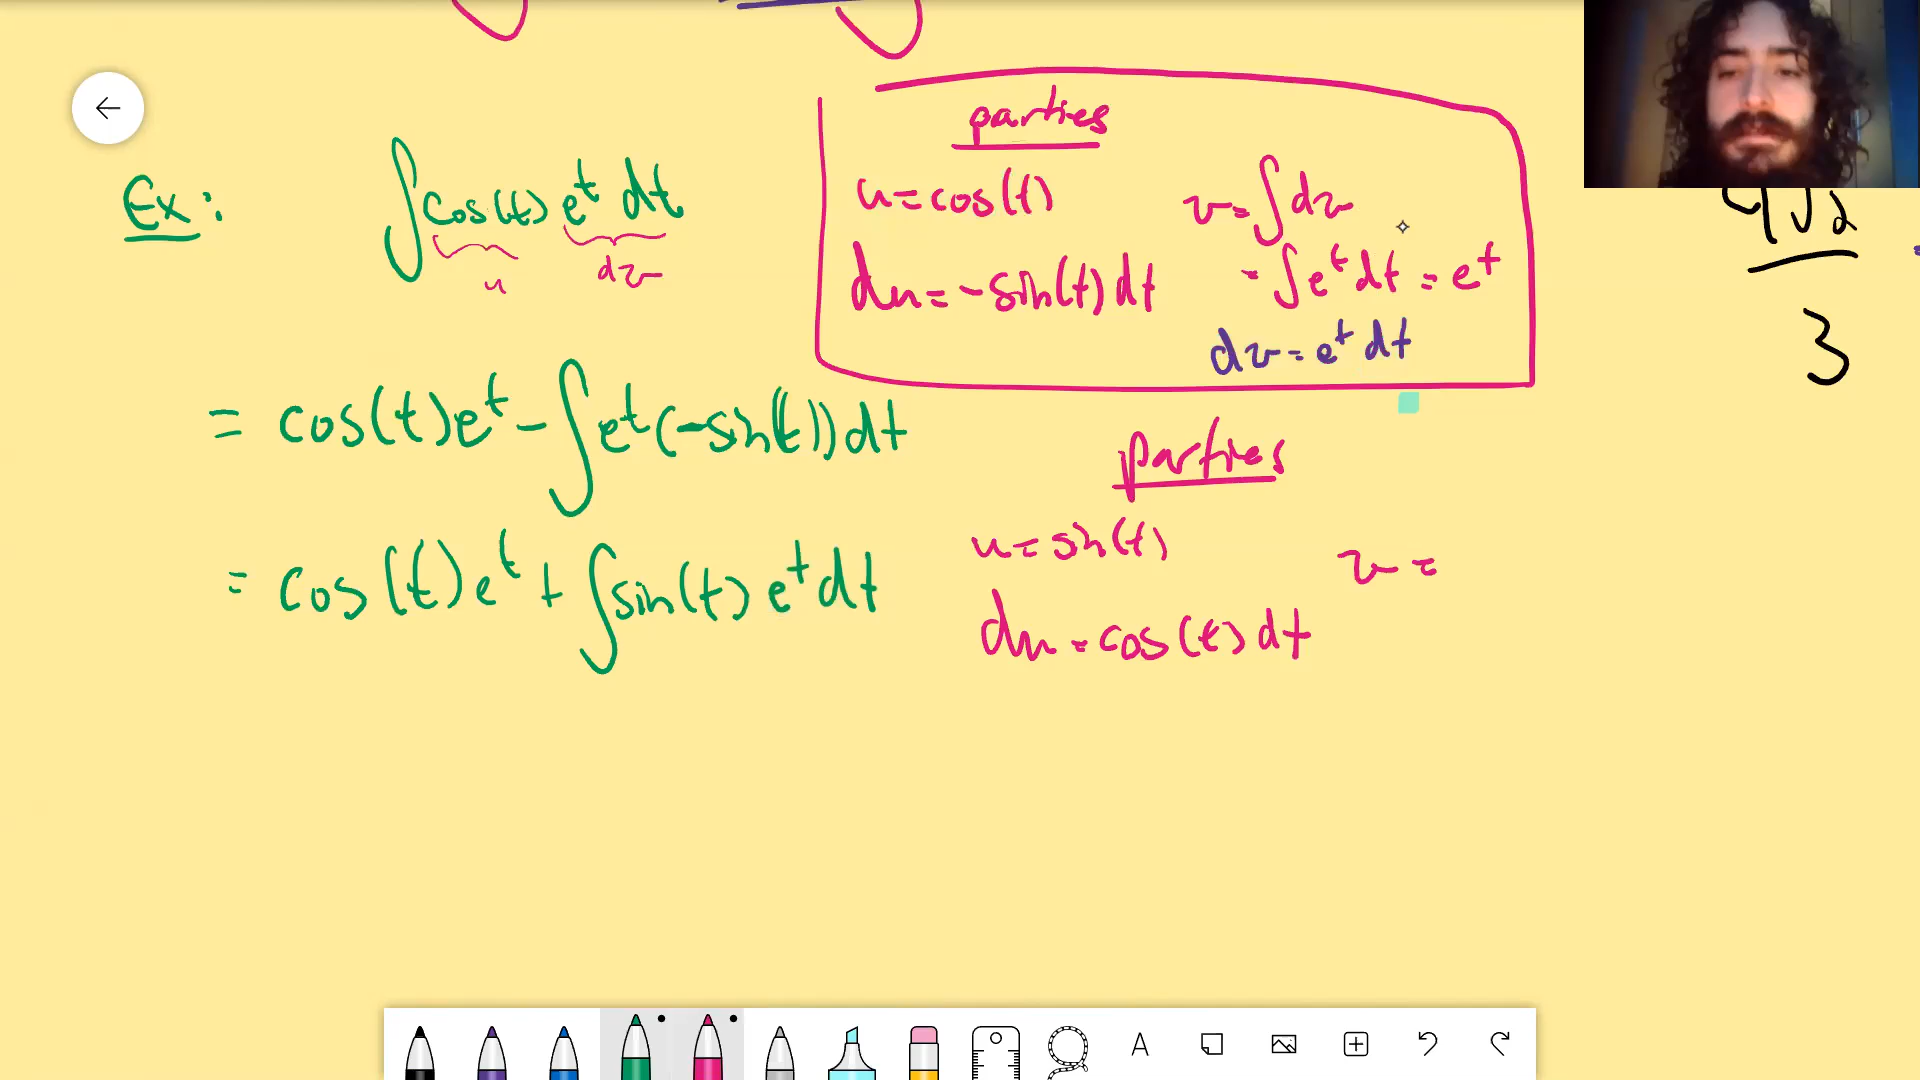 parties
Ex: ∫cos(t) e^t dt
u dv
u = cos(t) v = ∫dv
du = -sin(t) dt = ∫e^t dt = e^t
dv = e^t dt
= cos(t) e^t - ∫e^t (-sin(t)) dt
parties
= cos(t) e^t + ∫sin(t) e^t dt
u = sin(t) v =
du = cos(t) dt
3
A